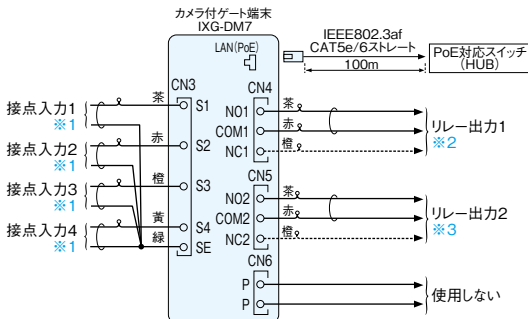 カメラ付ゲート端末
IXG-DM7
LAN(PoE)
IEEE802.3af
CAT5e/6ストレート
100m
PoE対応スイッチ
(HUB)
CN3
CN4
接点入力1
※1
茶
S1
接点入力2
※1
赤
S2
接点入力3
※1
橙
S3
接点入力4
※1
黄
S4
緑
SE
NO1
茶
COM1
赤
NC1
橙
リレー出力1
※2
CN5
NO2
茶
COM2
赤
NC2
橙
リレー出力2
※3
CN6
P
P
使用しない